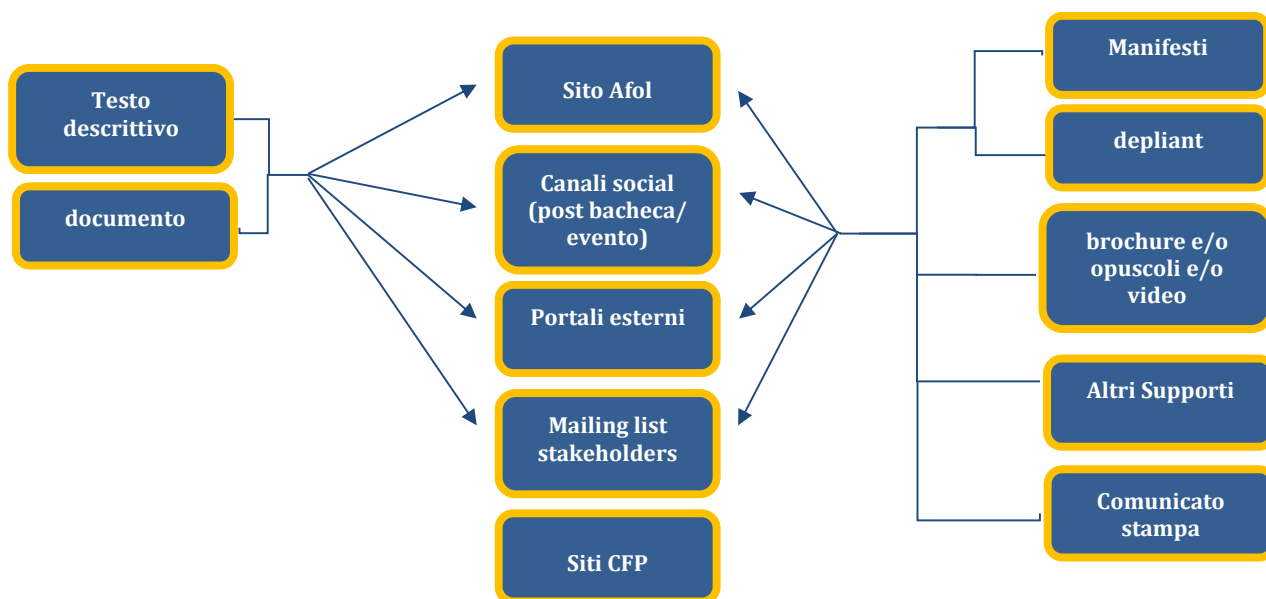 Testo
descrittivo
documento
Sito Afol
Canali social
(post bacheca/
evento)
Portali esterni
Mailing list
stakeholders
Siti CFP
Manifesti
depliant
brochure e/o
opuscoli e/o
video
Altri Supporti
Comunicato
stampa